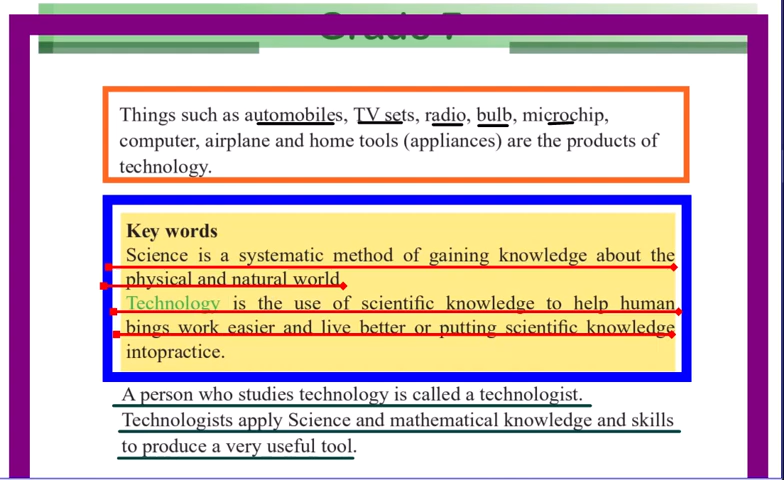 Grade 7
Things such as automobiles, TV sets, radio, bulb, microchip,
computer, airplane and home tools (appliances) are the products of
technology.
Key words
Science is a systematic method of gaining knowledge about the
physical and natural world.
Technology is the use of scientific knowledge to help human
bings work easier and live better or putting scientific knowledge
intopractice.
A person who studies technology is called a technologist.
Technologists apply Science and mathematical knowledge and skills
to produce a very useful tool.